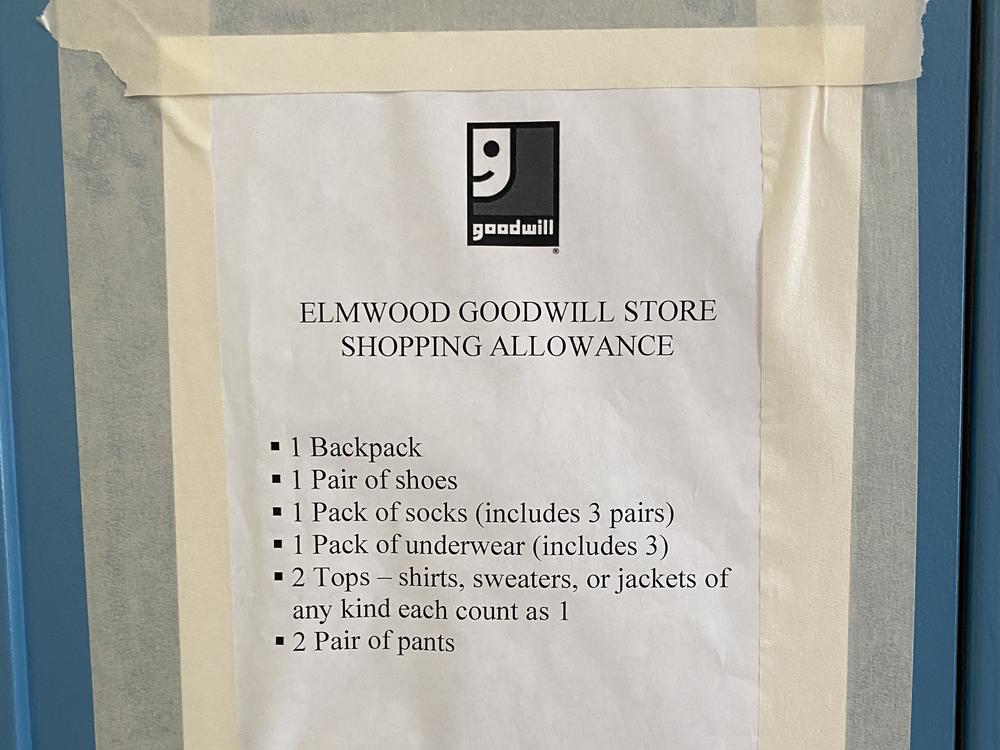 goodwill
®
ELMWOOD GOODWILL STORE
SHOPPING ALLOWANCE
▪ 1 Backpack
▪ 1 Pair of shoes
▪ 1 Pack of socks (includes 3 pairs)
▪ 1 Pack of underwear (includes 3)
▪ 2 Tops – shirts, sweaters, or jackets of
any kind each count as 1
▪ 2 Pair of pants